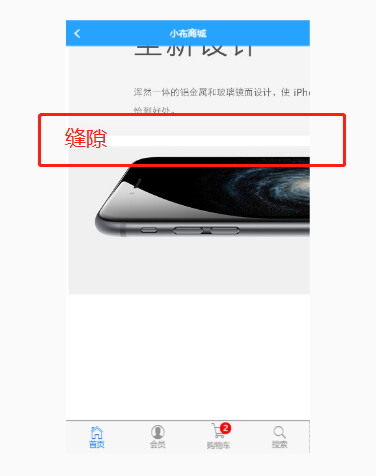 小布商城
全新设计
浑然一体的铝金属和玻璃镜面设计，使 iPho
恰到好处。
缝隙
2
首页
会员
购物车
搜索